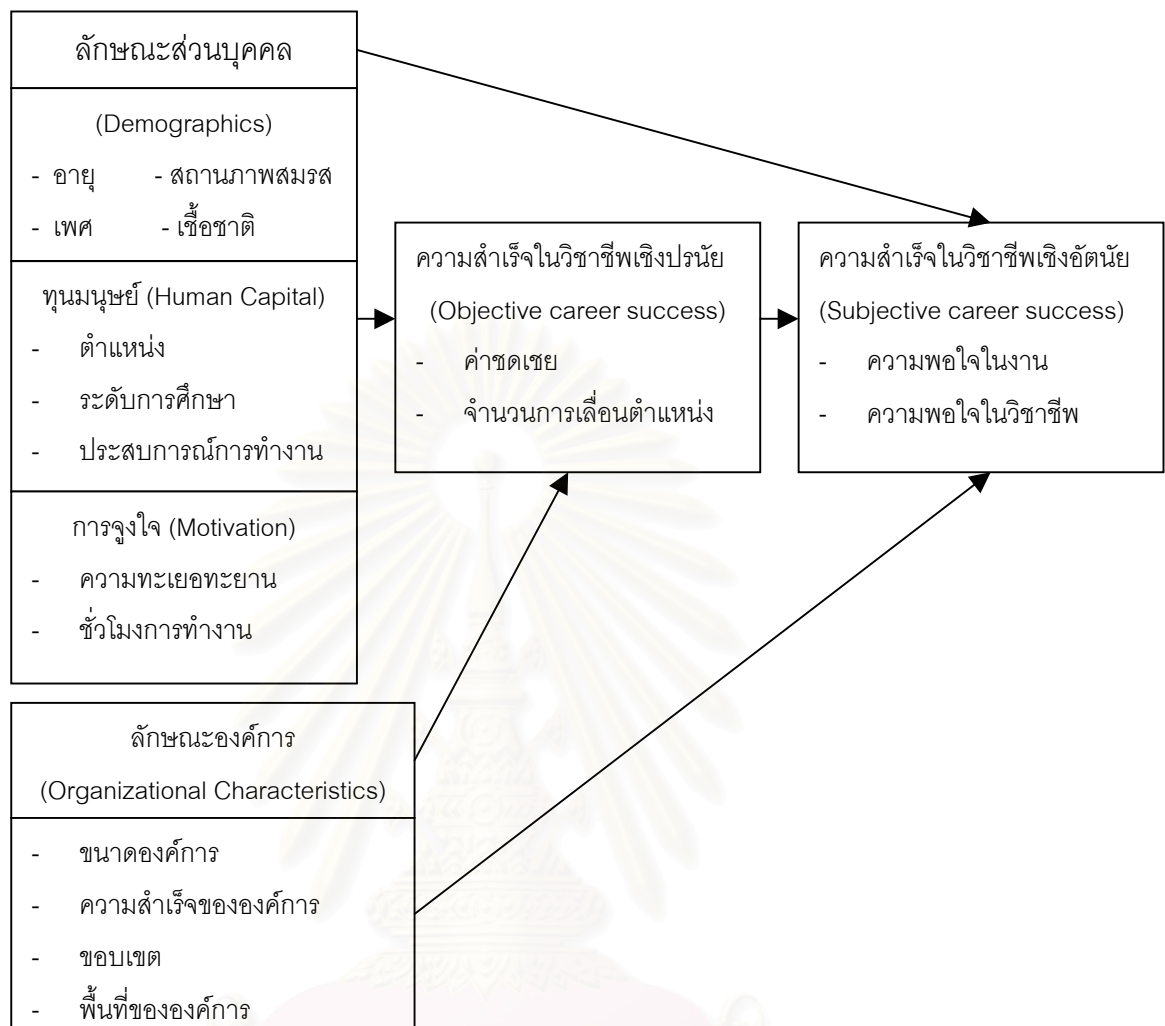 ลักษณะส่วนบุคคล
(Demographics)
- อายุ - สถานภาพสมรส
- เพศ - เชื้อชาติ
ทุนมนุษย์ (Human Capital)
- ตำแหน่ง
- ระดับการศึกษา
- ประสบการณ์การทำงาน
การจูงใจ (Motivation)
- ความทะเยอทะยาน
- ชั่วโมงการทำงาน
ความสำเร็จในวิชาชีพเชิงปรนัย
(Objective career success)
- ค่าชดเชย
- จำนวนการเลื่อนตำแหน่ง
ความสำเร็จในวิชาชีพเชิงอัตนัย
(Subjective career success)
- ความพอใจในงาน
- ความพอใจในวิชาชีพ
ลักษณะองค์การ
(Organizational Characteristics)
- ขนาดองค์การ
- ความสำเร็จขององค์การ
- ขอบเขต
- พื้นที่ขององค์การ